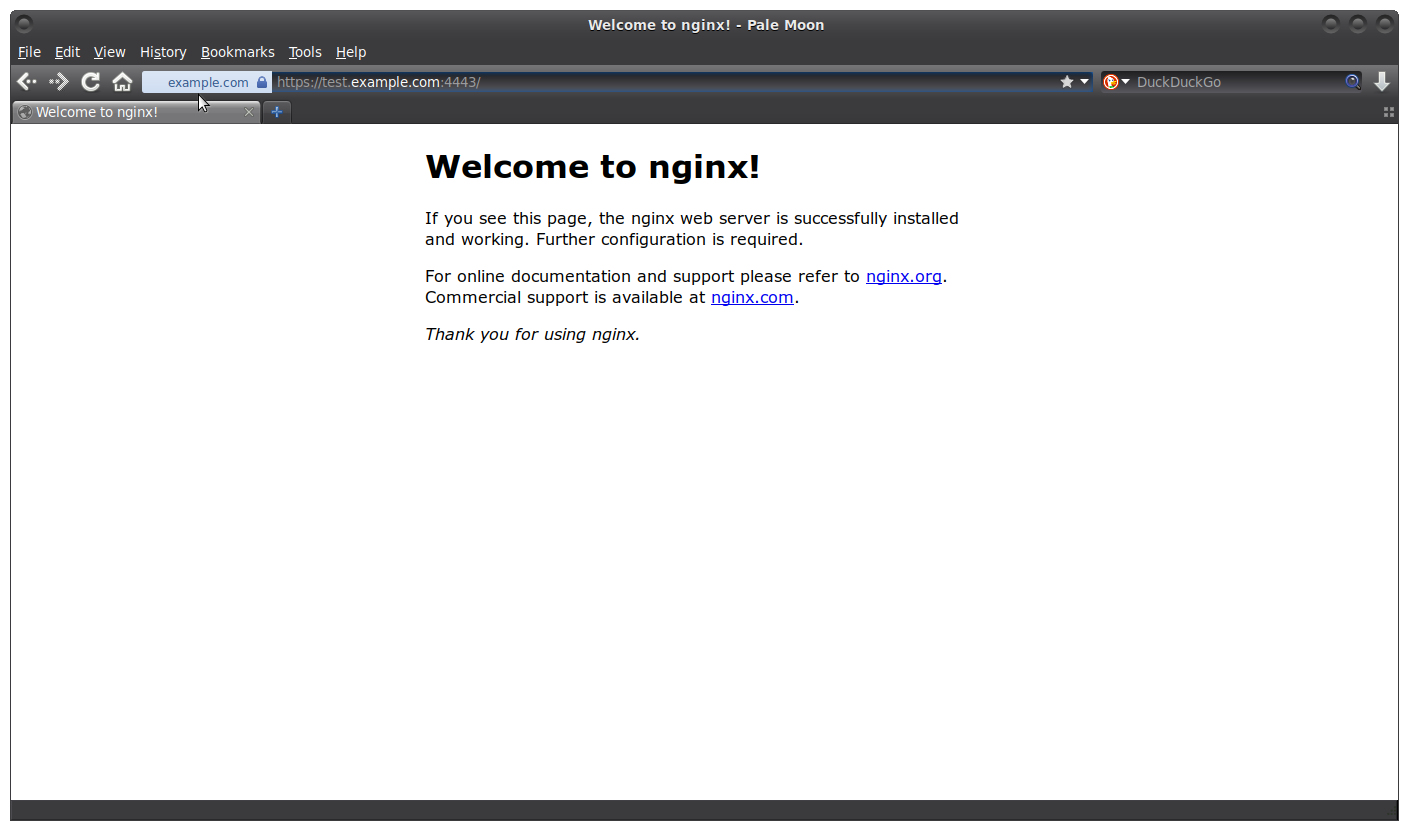 Welcome to nginx! - Pale Moon
File Edit View History Bookmarks Tools Help
example.com https://test.example.com:4443/ DuckDuckGo
Welcome to nginx!
Welcome to nginx!
If you see this page, the nginx web server is successfully installed
and working. Further configuration is required.
For online documentation and support please refer to nginx.org.
Commercial support is available at nginx.com.
Thank you for using nginx.